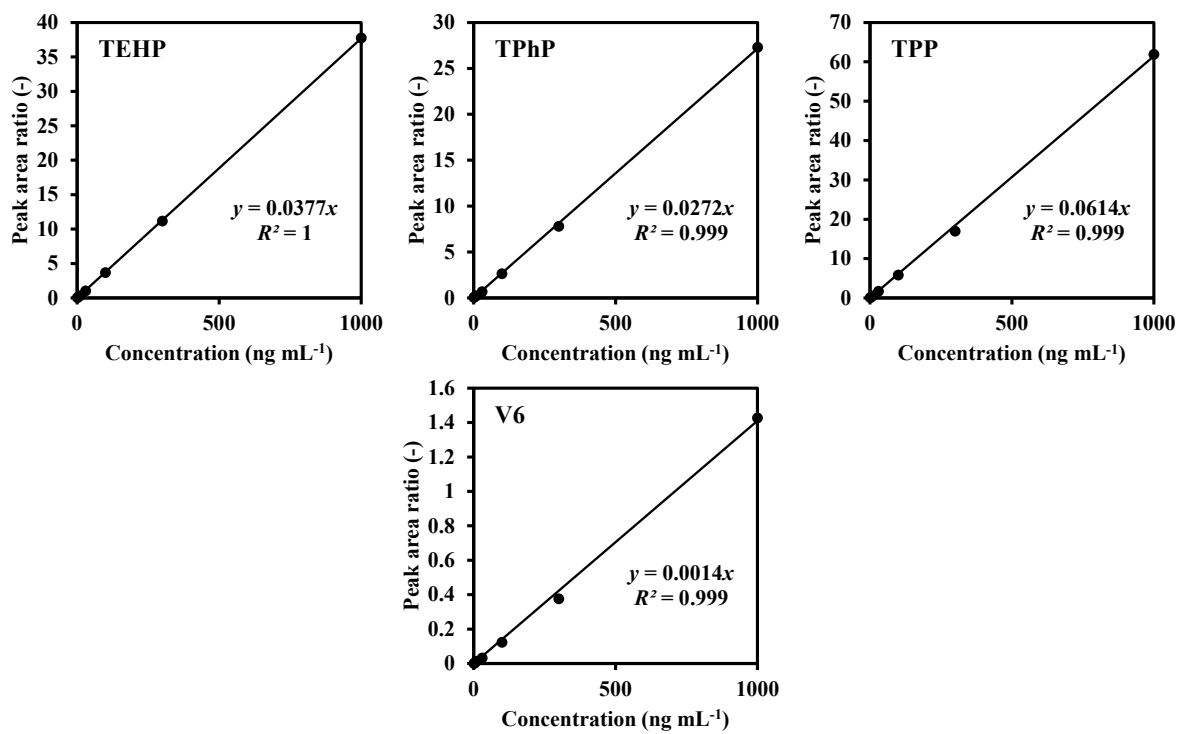 TEHP
Peak area ratio (-)
40
35
30
25
20
15
10
5
0
y = 0.0377x
R² = 1
0 500 1000
Concentration (ng mL⁻¹)
TPhP
Peak area ratio (-)
30
25
20
15
10
5
0
y = 0.0272x
R² = 0.999
0 500 1000
Concentration (ng mL⁻¹)
TPP
Peak area ratio (-)
70
60
50
40
30
20
10
0
y = 0.0614x
R² = 0.999
0 500 1000
Concentration (ng mL⁻¹)
V6
Peak area ratio (-)
1.6
1.4
1.2
1
0.8
0.6
0.4
0.2
0
y = 0.0014x
R² = 0.999
0 500 1000
Concentration (ng mL⁻¹)